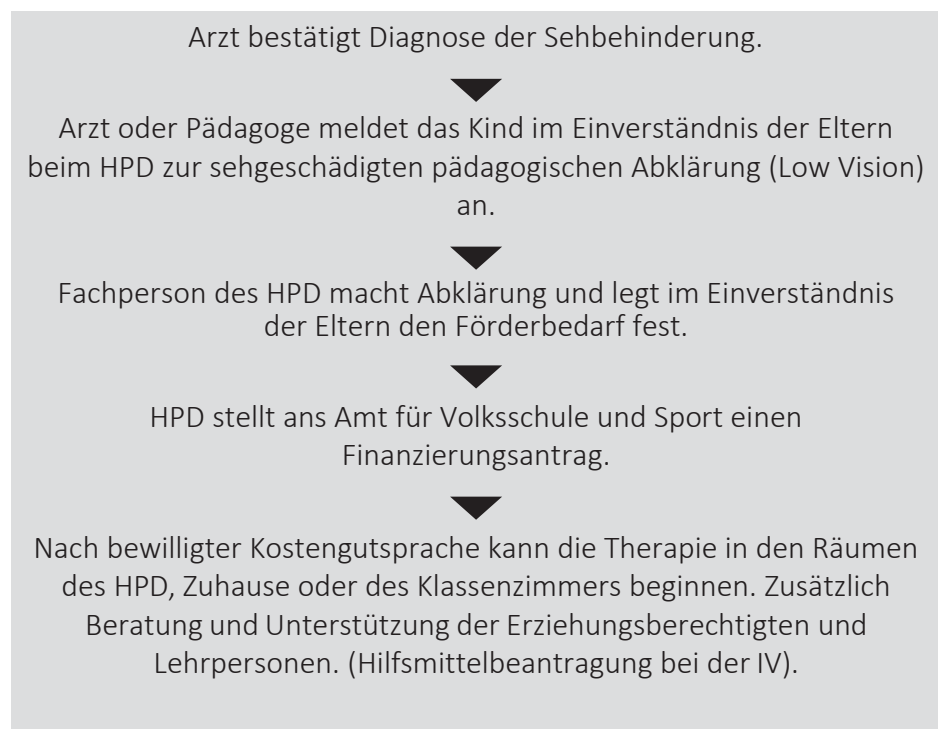 Arzt bestätigt Diagnose der Sehbehinderung.
Arzt oder Pädagoge meldet das Kind im Einverständnis der Eltern
beim HPD zur sehgeschädigten pädagogischen Abklärung (Low Vision)
an.
Fachperson des HPD macht Abklärung und legt im Einverständnis
der Eltern den Förderbedarf fest.
HPD stellt ans Amt für Volksschule und Sport einen
Finanzierungsantrag.
Nach bewilligter Kostengutsprache kann die Therapie in den Räumen
des HPD, Zuhause oder des Klassenzimmers beginnen. Zusätzlich
Beratung und Unterstützung der Erziehungsberechtigten und
Lehrpersonen. (Hilfsmittelbeantragung bei der IV).